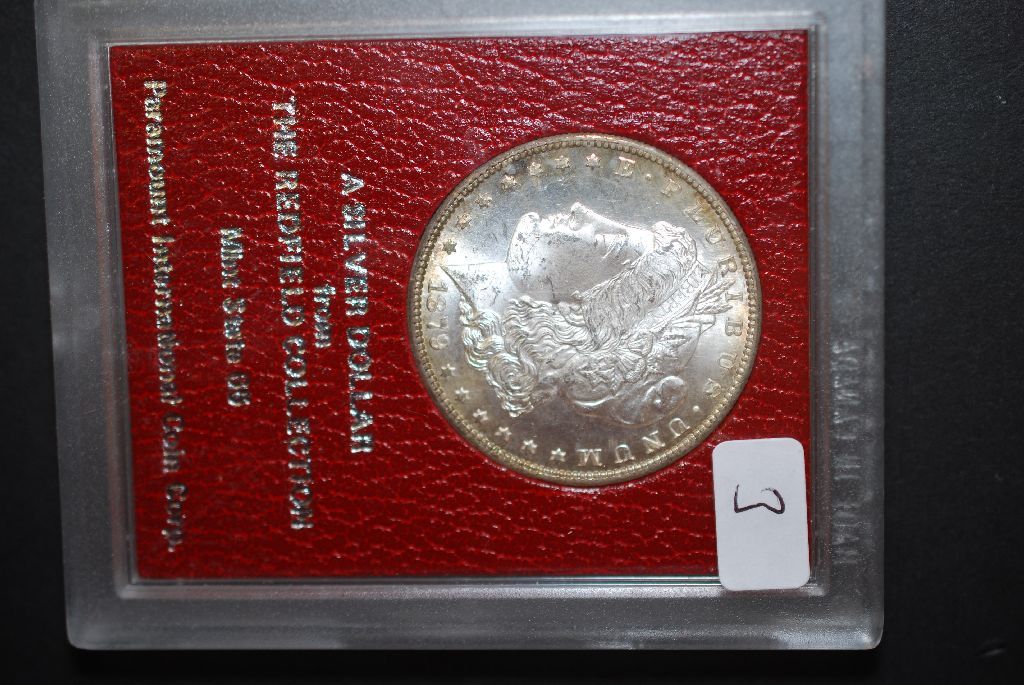 E·PLURIBUS·UNUM
1879
A SILVER DOLLAR
from
THE REDFIELD COLLECTION
Mint State 65
Paramount International Coin Corp.
3